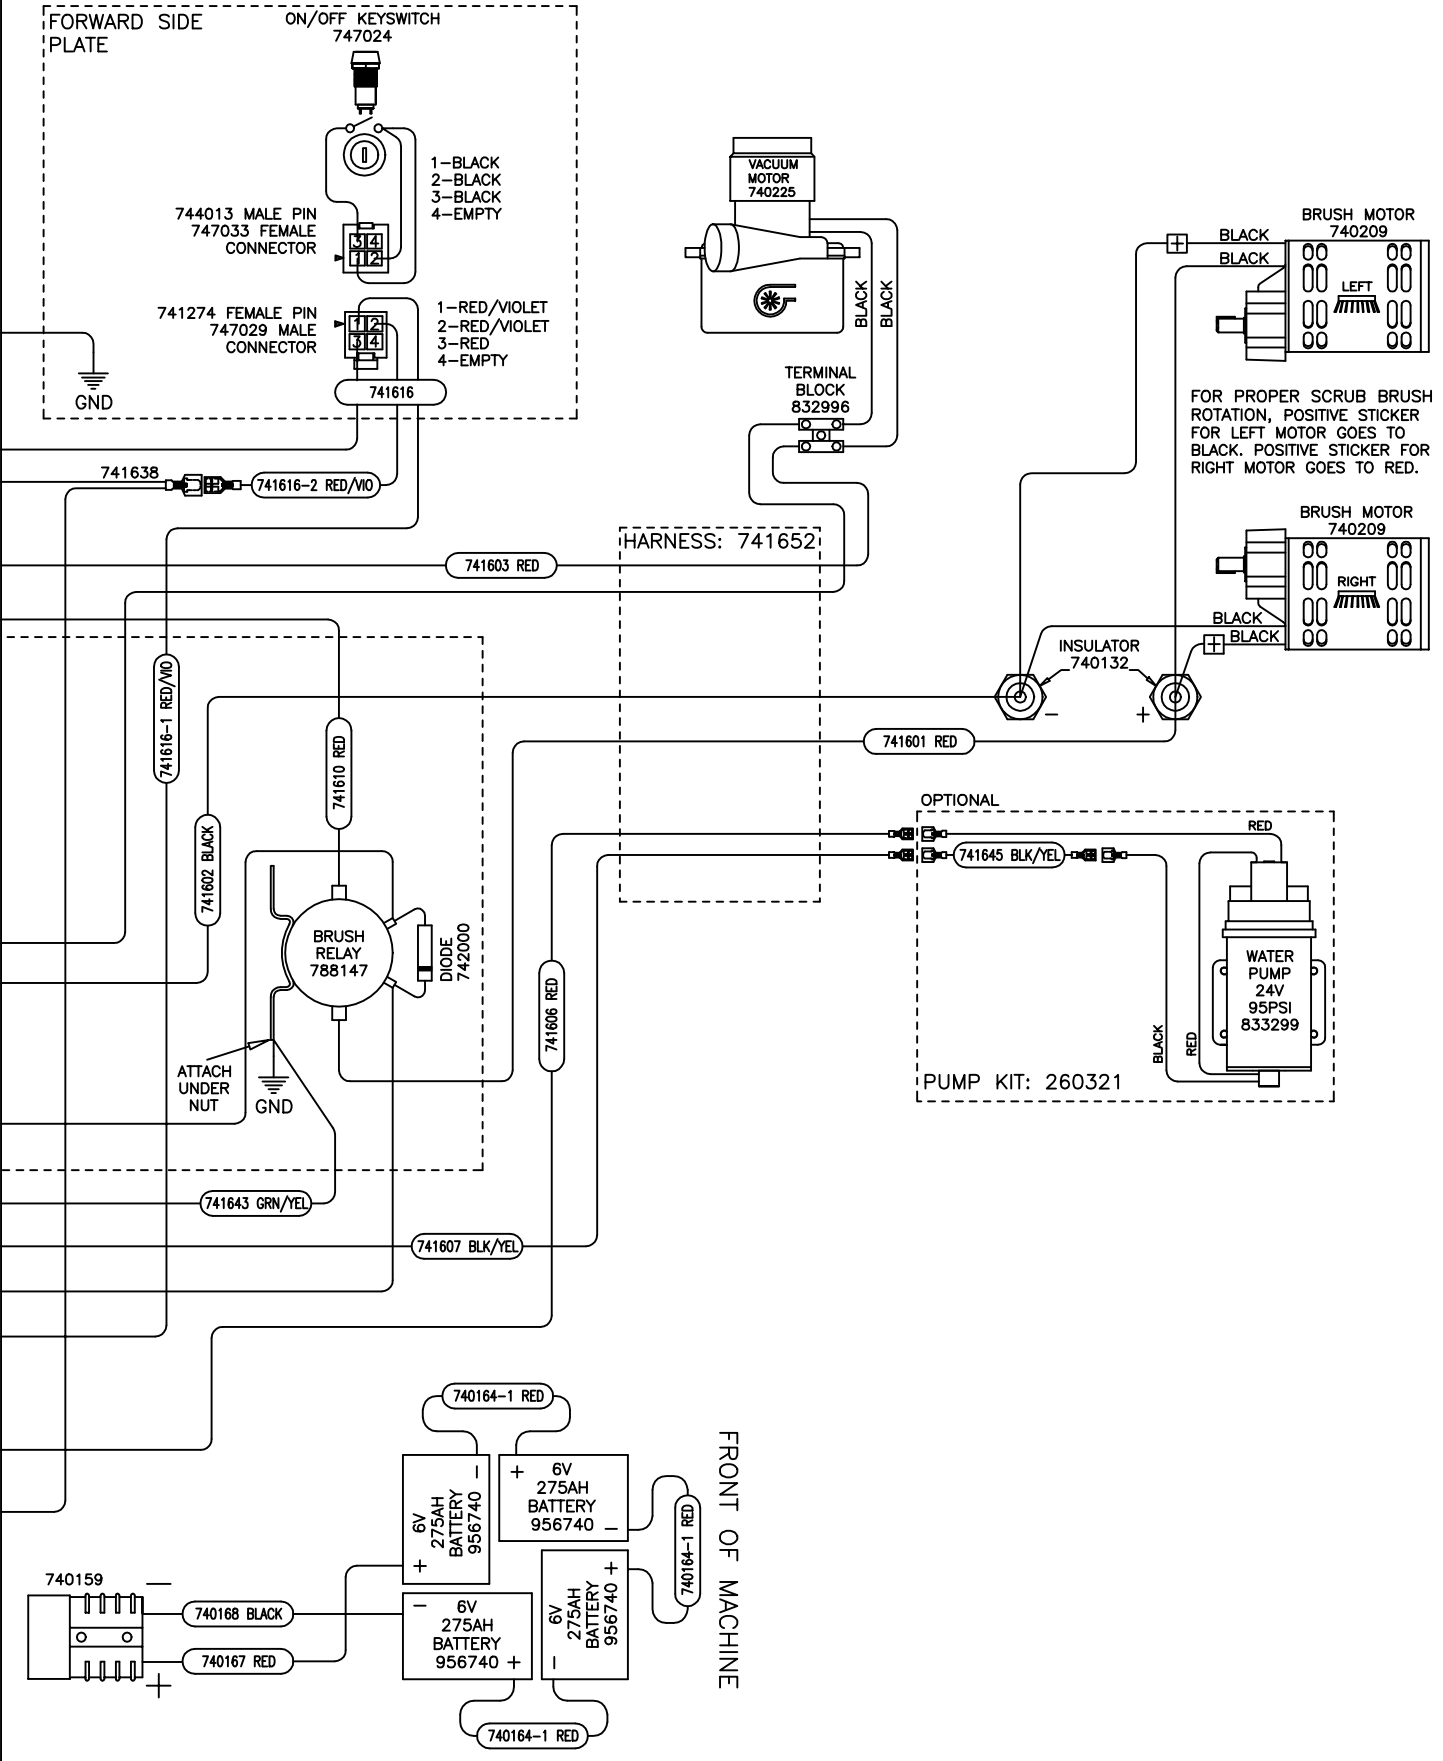 FORWARD SIDE
PLATE
ON/OFF KEYSWITCH
747024
1-BLACK
2-BLACK
3-BLACK
4-EMPTY
744013 MALE PIN
747033 FEMALE
CONNECTOR
3 4
1 2
741274 FEMALE PIN
747029 MALE
CONNECTOR
1 2
3 4
1-RED/VIOLET
2-RED/VIOLET
3-RED
4-EMPTY
GND
741616
741638
741616-2 RED/VIO
VACUUM
MOTOR
740225
BLACK
BLACK
TERMINAL
BLOCK
832996
BRUSH MOTOR
740209
BLACK
BLACK
LEFT
FOR PROPER SCRUB BRUSH
ROTATION, POSITIVE STICKER
FOR LEFT MOTOR GOES TO
BLACK. POSITIVE STICKER FOR
RIGHT MOTOR GOES TO RED.
BRUSH MOTOR
740209
RIGHT
BLACK
BLACK
HARNESS: 741652
741603 RED
INSULATOR
740132
− +
741616-1 RED/VIO
741610 RED
741601 RED
741602 BLACK
OPTIONAL
RED
741645 BLK/YEL
BRUSH
RELAY
788147
DIODE
742000
741606 RED
WATER
PUMP
24V
95PSI
833299
BLACK
RED
PUMP KIT: 260321
ATTACH
UNDER
NUT
GND
741643 GRN/YEL
741607 BLK/YEL
740164-1 RED
6V
275AH
BATTERY
956740
− +
+ 6V
275AH
BATTERY
956740 −
740164-1 RED
FRONT OF MACHINE
740159
−
740168 BLACK
740167 RED
+
− 6V
275AH
BATTERY
956740 +
6V
275AH
BATTERY
956740
+ −
740164-1 RED